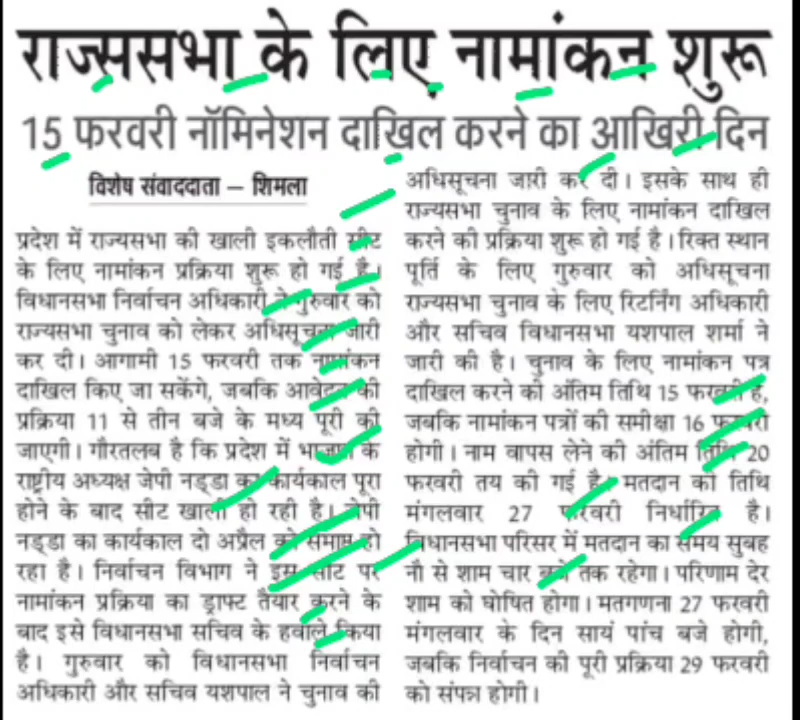 राज्यसभा के लिए नामांकन शुरू
15 फरवरी नॉमिनेशन दाखिल करने का आखिरी दिन
विशेष संवाददाता – शिमला
प्रदेश में राज्यसभा की खाली इकलौती सीट
के लिए नामांकन प्रक्रिया शुरू हो गई है।
विधानसभा निर्वाचन अधिकारी ने गुरुवार को
राज्यसभा चुनाव को लेकर अधिसूचना जारी
कर दी। आगामी 15 फरवरी तक नामांकन
दाखिल किए जा सकेंगे, जबकि आवेदन की
प्रक्रिया 11 से तीन बजे के मध्य पूरी की
जाएगी। गौरतलब है कि प्रदेश में भाजपा के
राष्ट्रीय अध्यक्ष जेपी नड्डा का कार्यकाल पूरा
होने के बाद सीट खाली हो रही है। जेपी
नड्डा का कार्यकाल दो अप्रैल को समाप्त हो
रहा है। निर्वाचन विभाग ने इस सीट पर
नामांकन प्रक्रिया का ड्राफ्ट तैयार करने के
बाद इसे विधानसभा सचिव के हवाले किया
है। गुरुवार को विधानसभा निर्वाचन
अधिकारी और सचिव यशपाल ने चुनाव की
अधिसूचना जारी कर दी। इसके साथ ही
राज्यसभा चुनाव के लिए नामांकन दाखिल
करने की प्रक्रिया शुरू हो गई है। रिक्त स्थान
पूर्ति के लिए गुरुवार को अधिसूचना
राज्यसभा चुनाव के लिए रिटर्निंग अधिकारी
और सचिव विधानसभा यशपाल शर्मा ने
जारी की है। चुनाव के लिए नामांकन पत्र
दाखिल करने की अंतिम तिथि 15 फरवरी है,
जबकि नामांकन पत्रों की समीक्षा 16 फरवरी
होगी। नाम वापस लेने की अंतिम तिथि 20
फरवरी तय की गई है। मतदान की तिथि
मंगलवार 27 फरवरी निर्धारित है।
विधानसभा परिसर में मतदान का समय सुबह
नौ से शाम चार बजे तक रहेगा। परिणाम देर
शाम को घोषित होगा। मतगणना 27 फरवरी
मंगलवार के दिन सायं पांच बजे होगी,
जबकि निर्वाचन की पूरी प्रक्रिया 29 फरवरी
को संपन्न होगी।